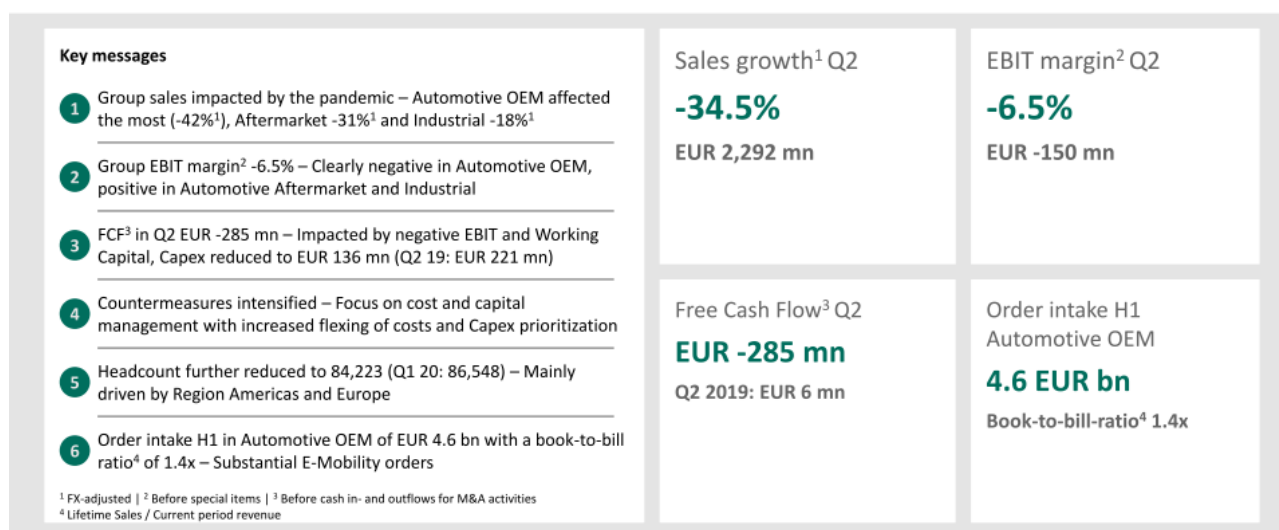 Key messages
1 Group sales impacted by the pandemic – Automotive OEM affected
the most (-42%¹), Aftermarket -31%¹ and Industrial -18%¹
2 Group EBIT margin² -6.5% – Clearly negative in Automotive OEM,
positive in Automotive Aftermarket and Industrial
3 FCF³ in Q2 EUR -285 mn – Impacted by negative EBIT and Working
Capital, Capex reduced to EUR 136 mn (Q2 19: EUR 221 mn)
4 Countermeasures intensified – Focus on cost and capital
management with increased flexing of costs and Capex prioritization
5 Headcount further reduced to 84,223 (Q1 20: 86,548) – Mainly
driven by Region Americas and Europe
6 Order intake H1 in Automotive OEM of EUR 4.6 bn with a book-to-bill
ratio⁴ of 1.4x – Substantial E-Mobility orders
¹ FX-adjusted | ² Before special items | ³ Before cash in- and outflows for M&A activities
⁴ Lifetime Sales / Current period revenue
Sales growth¹ Q2
-34.5%
EUR 2,292 mn
EBIT margin² Q2
-6.5%
EUR -150 mn
Free Cash Flow³ Q2
EUR -285 mn
Q2 2019: EUR 6 mn
Order intake H1
Automotive OEM
4.6 EUR bn
Book-to-bill-ratio⁴ 1.4x